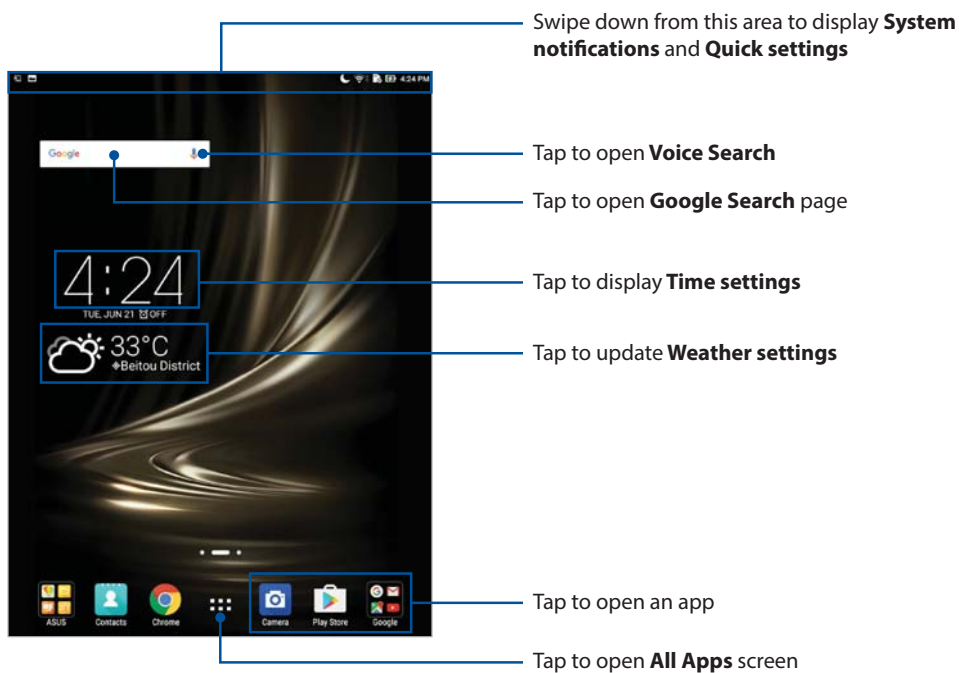 Swipe down from this area to display System
notifications and Quick settings
4:24 PM
Google
Tap to open Voice Search
Tap to open Google Search page
4:24
TUE, JUN 21 OFF
Tap to display Time settings
33°C
Beitou District
Tap to update Weather settings
ASUS
Contacts
Chrome
Camera
Play Store
Google
Tap to open an app
Tap to open All Apps screen